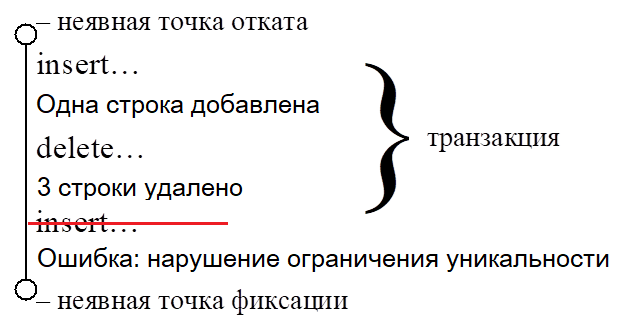 – неявная точка отката
insert…
Одна строка добавлена
delete…
транзакция
3 строки удалено
insert…
Ошибка: нарушение ограничения уникальности
– неявная точка фиксации